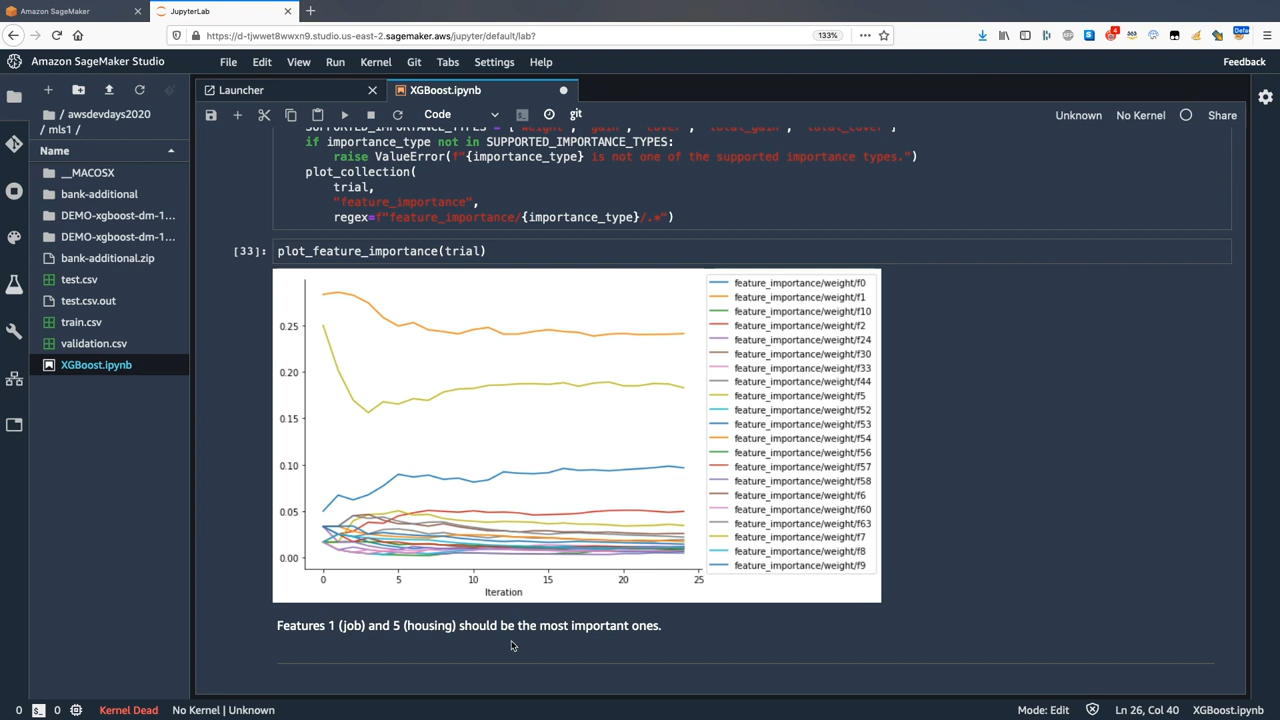 Amazon SageMaker
JupyterLab
https://d-tjwwet8wwxn9.studio.us-east-2.sagemaker.aws/jupyter/default/lab?
133%
Amazon SageMaker Studio
File Edit View Run Kernel Git Tabs Settings Help
Feedback
Launcher
XGBoost.ipynb
Code
git
Unknown
No Kernel
Share
/ awsdevdays2020
/ mls1 /
Name
__MACOSX
bank-additional
DEMO-xgboost-dm-1...
DEMO-xgboost-dm-1...
bank-additional.zip
test.csv
test.csv.out
train.csv
validation.csv
XGBoost.ipynb
SUPPORTED_IMPORTANCE_TYPES = ["weight", "gain", "cover", "total_gain", "total_cover"]
if importance_type not in SUPPORTED_IMPORTANCE_TYPES:
raise ValueError(f"{importance_type} is not one of the supported importance types.")
plot_collection(
trial,
"feature_importance",
regex=f"feature_importance/{importance_type}/.*")
[33]: plot_feature_importance(trial)
0.25
0.20
0.15
0.10
0.05
0.00
0 5 10 15 20 25
Iteration
feature_importance/weight/f0
feature_importance/weight/f1
feature_importance/weight/f10
feature_importance/weight/f2
feature_importance/weight/f24
feature_importance/weight/f30
feature_importance/weight/f33
feature_importance/weight/f44
feature_importance/weight/f5
feature_importance/weight/f52
feature_importance/weight/f53
feature_importance/weight/f54
feature_importance/weight/f56
feature_importance/weight/f57
feature_importance/weight/f58
feature_importance/weight/f6
feature_importance/weight/f60
feature_importance/weight/f63
feature_importance/weight/f7
feature_importance/weight/f8
feature_importance/weight/f9
Features 1 (job) and 5 (housing) should be the most important ones.
0 0 Kernel Dead No Kernel | Unknown
Mode: Edit Ln 26, Col 40 XGBoost.ipynb